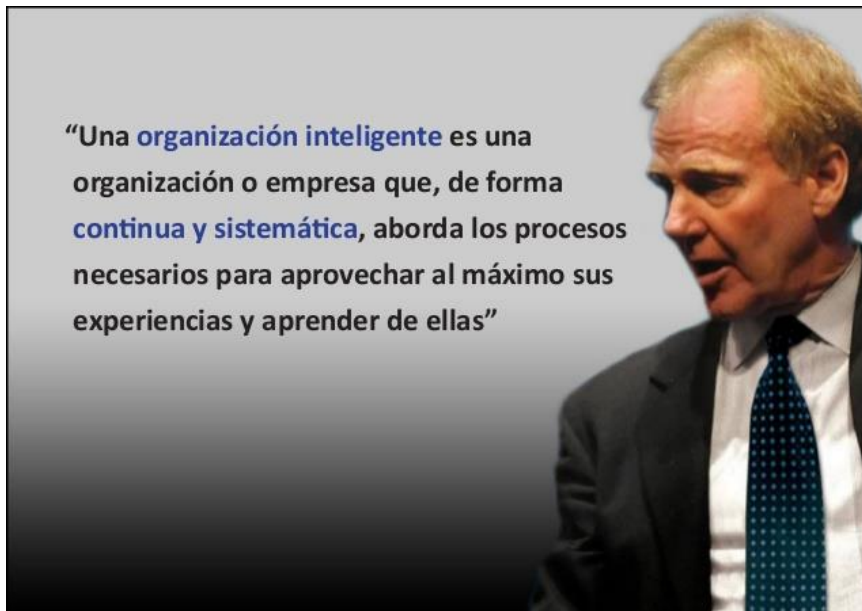 “Una organización inteligente es una
organización o empresa que, de forma
continua y sistemática, aborda los procesos
necesarios para aprovechar al máximo sus
experiencias y aprender de ellas”